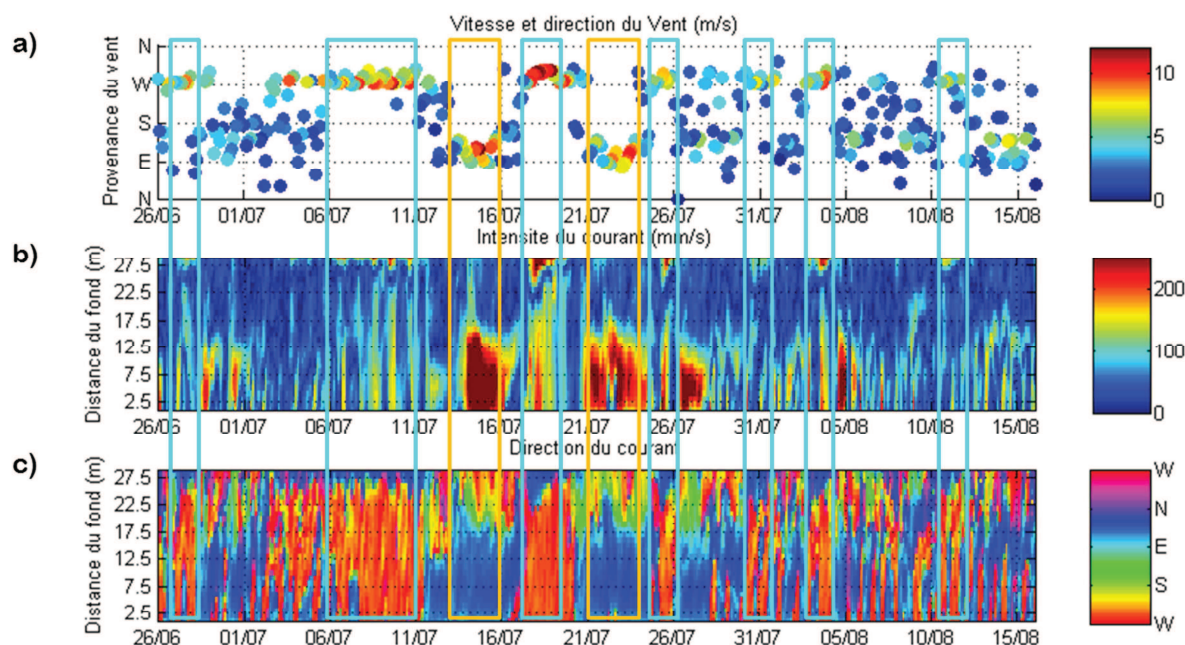 a)
Vitesse et direction du Vent (m/s)
Provenance du vent
N
W
S
E
N
26/06 01/07 06/07 11/07 16/07 21/07 26/07 31/07 05/08 10/08 15/08
10
5
0
b)
Intensite du courant (mm/s)
Distance du fond (m)
27.5
22.5
17.5
12.5
7.5
2.5
26/06 01/07 06/07 11/07 16/07 21/07 26/07 31/07 05/08 10/08 15/08
200
100
0
c)
Direction du courant
Distance du fond (m)
27.5
22.5
17.5
12.5
7.5
2.5
26/06 01/07 06/07 11/07 16/07 21/07 26/07 31/07 05/08 10/08 15/08
W
N
E
S
W